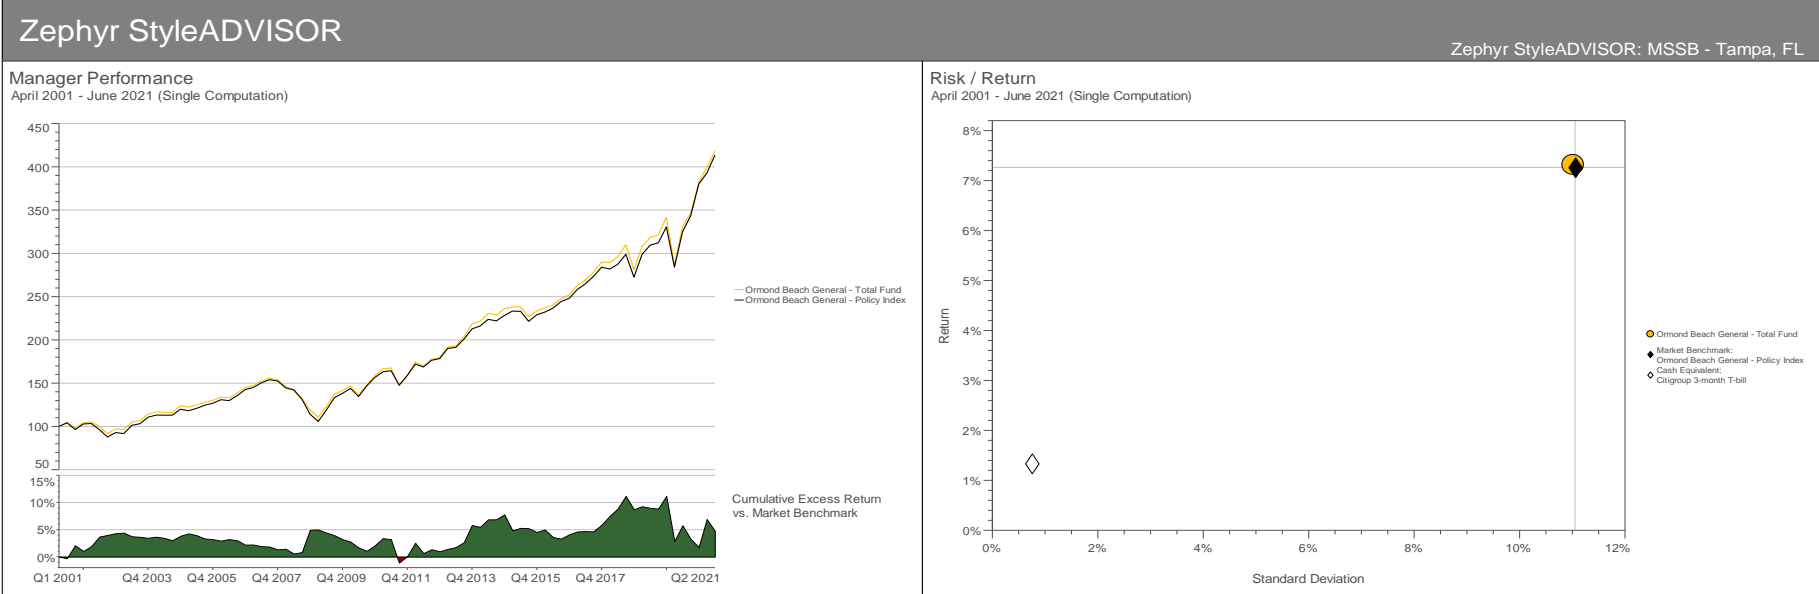 Zephyr StyleADVISOR
Zephyr StyleADVISOR: MSSB - Tampa, FL
Manager Performance
April 2001 - June 2021 (Single Computation)
450
400
350
300
250
200
150
100
50
Ormond Beach General - Total Fund
Ormond Beach General - Policy Index
15%
10%
5%
0%
Cumulative Excess Return
vs. Market Benchmark
Q1 2001 Q4 2003 Q4 2005 Q4 2007 Q4 2009 Q4 2011 Q4 2013 Q4 2015 Q4 2017 Q2 2021
Risk / Return
April 2001 - June 2021 (Single Computation)
Return
8%
7%
6%
5%
4%
3%
2%
1%
0%
0% 2% 4% 6% 8% 10% 12%
Standard Deviation
Ormond Beach General - Total Fund
Market Benchmark:
Ormond Beach General - Policy Index
Cash Equivalent:
Citigroup 3-month T-bill